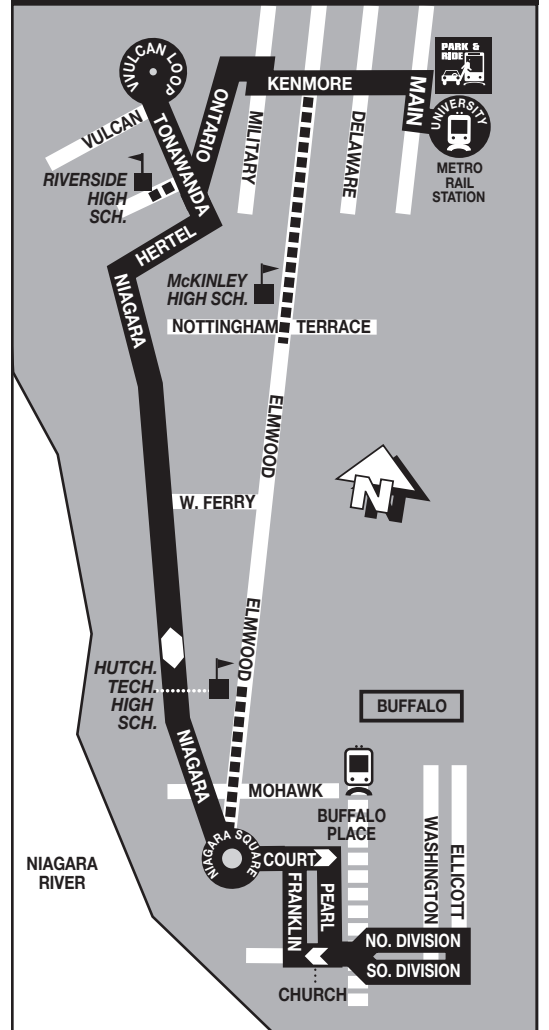 PARK &
RIDE
VVULCAN LOOP
KENMORE
MAIN
ONTARIO
UNIVERSITY
VULCAN
TONAWANDA
MILITARY
DELAWARE
METRO
RAIL
STATION
RIVERSIDE
HIGH
SCH.
HERTEL
NIAGARA
McKINLEY
HIGH SCH.
NOTTINGHAM TERRACE
ELMWOOD
N
W. FERRY
ELMWOOD
HUTCH.
TECH.
HIGH
SCH.
BUFFALO
NIAGARA
MOHAWK
BUFFALO
PLACE
NIAGARA SQUARE
COURT
WASHINGTON
ELLICOTT
NIAGARA
RIVER
FRANKLIN
PEARL
NO. DIVISION
SO. DIVISION
CHURCH